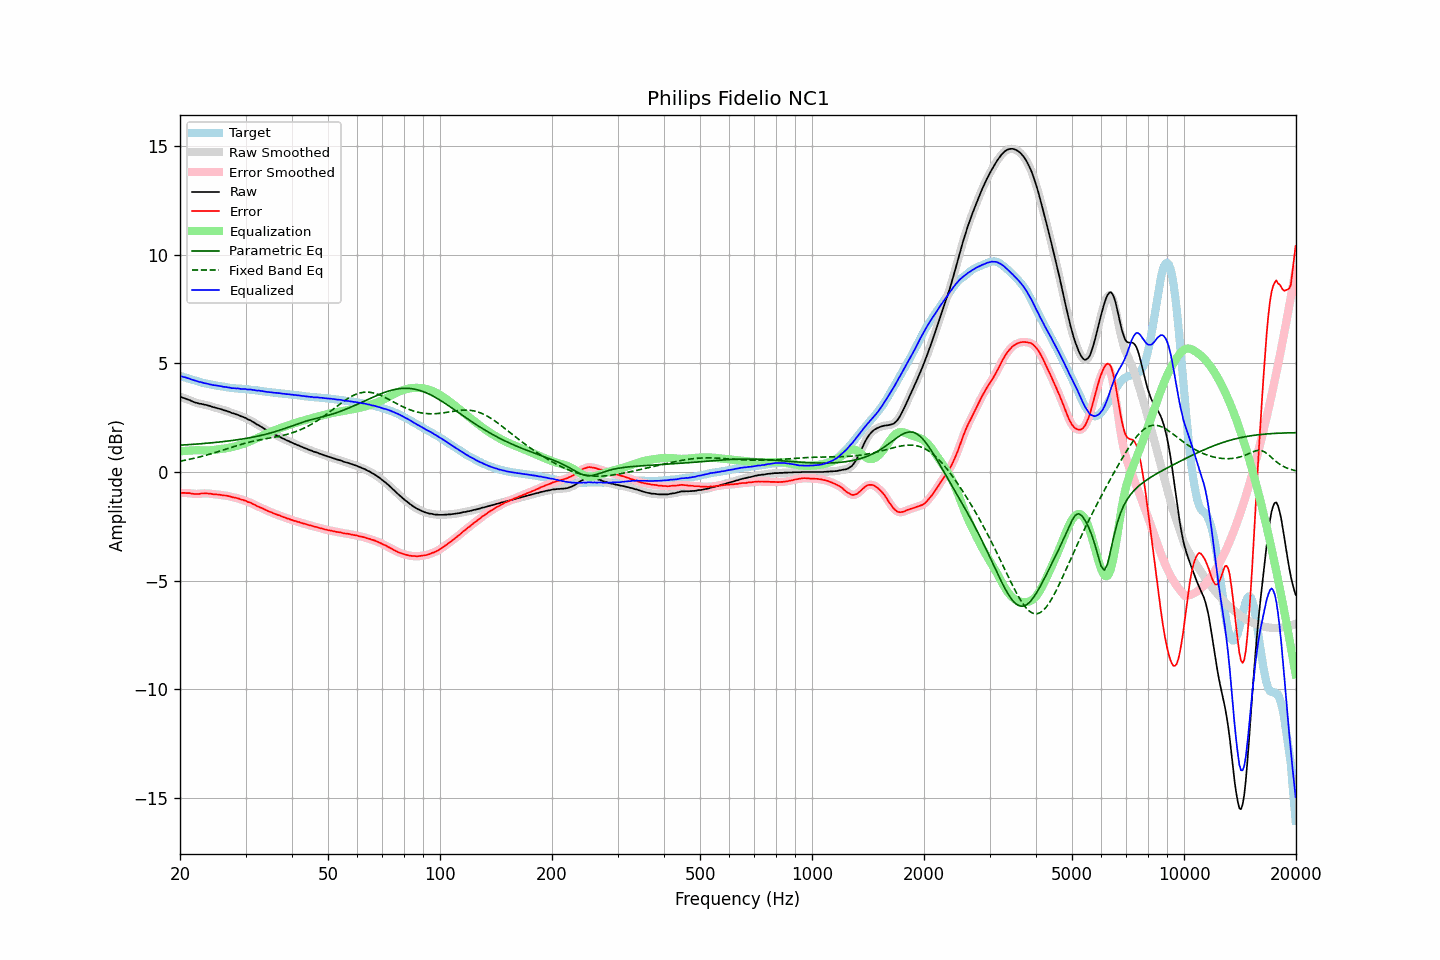 Philips Fidelio NC1
Target
Raw Smoothed
Error Smoothed
Raw
Error
Equalization
Parametric Eq
Fixed Band Eq
Equalized
Amplitude (dBr)
15
10
5
0
−5
−10
−15
20
50
100
200
500
1000
2000
5000
10000
20000
Frequency (Hz)